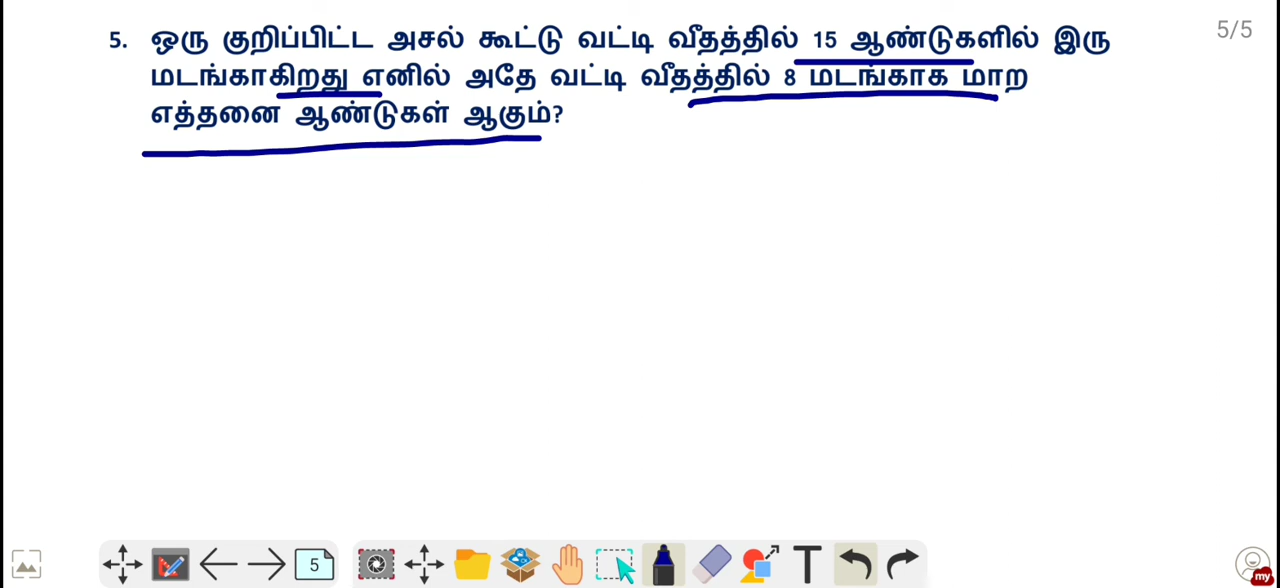 5/5
5. ஒரு குறிப்பிட்ட அசல் கூட்டு வட்டி வீதத்தில் 15 ஆண்டுகளில் இரு
மடங்காகிறது எனில் அதே வட்டி வீதத்தில் 8 மடங்காக மாற
எத்தனை ஆண்டுகள் ஆகும்?
5
T
my